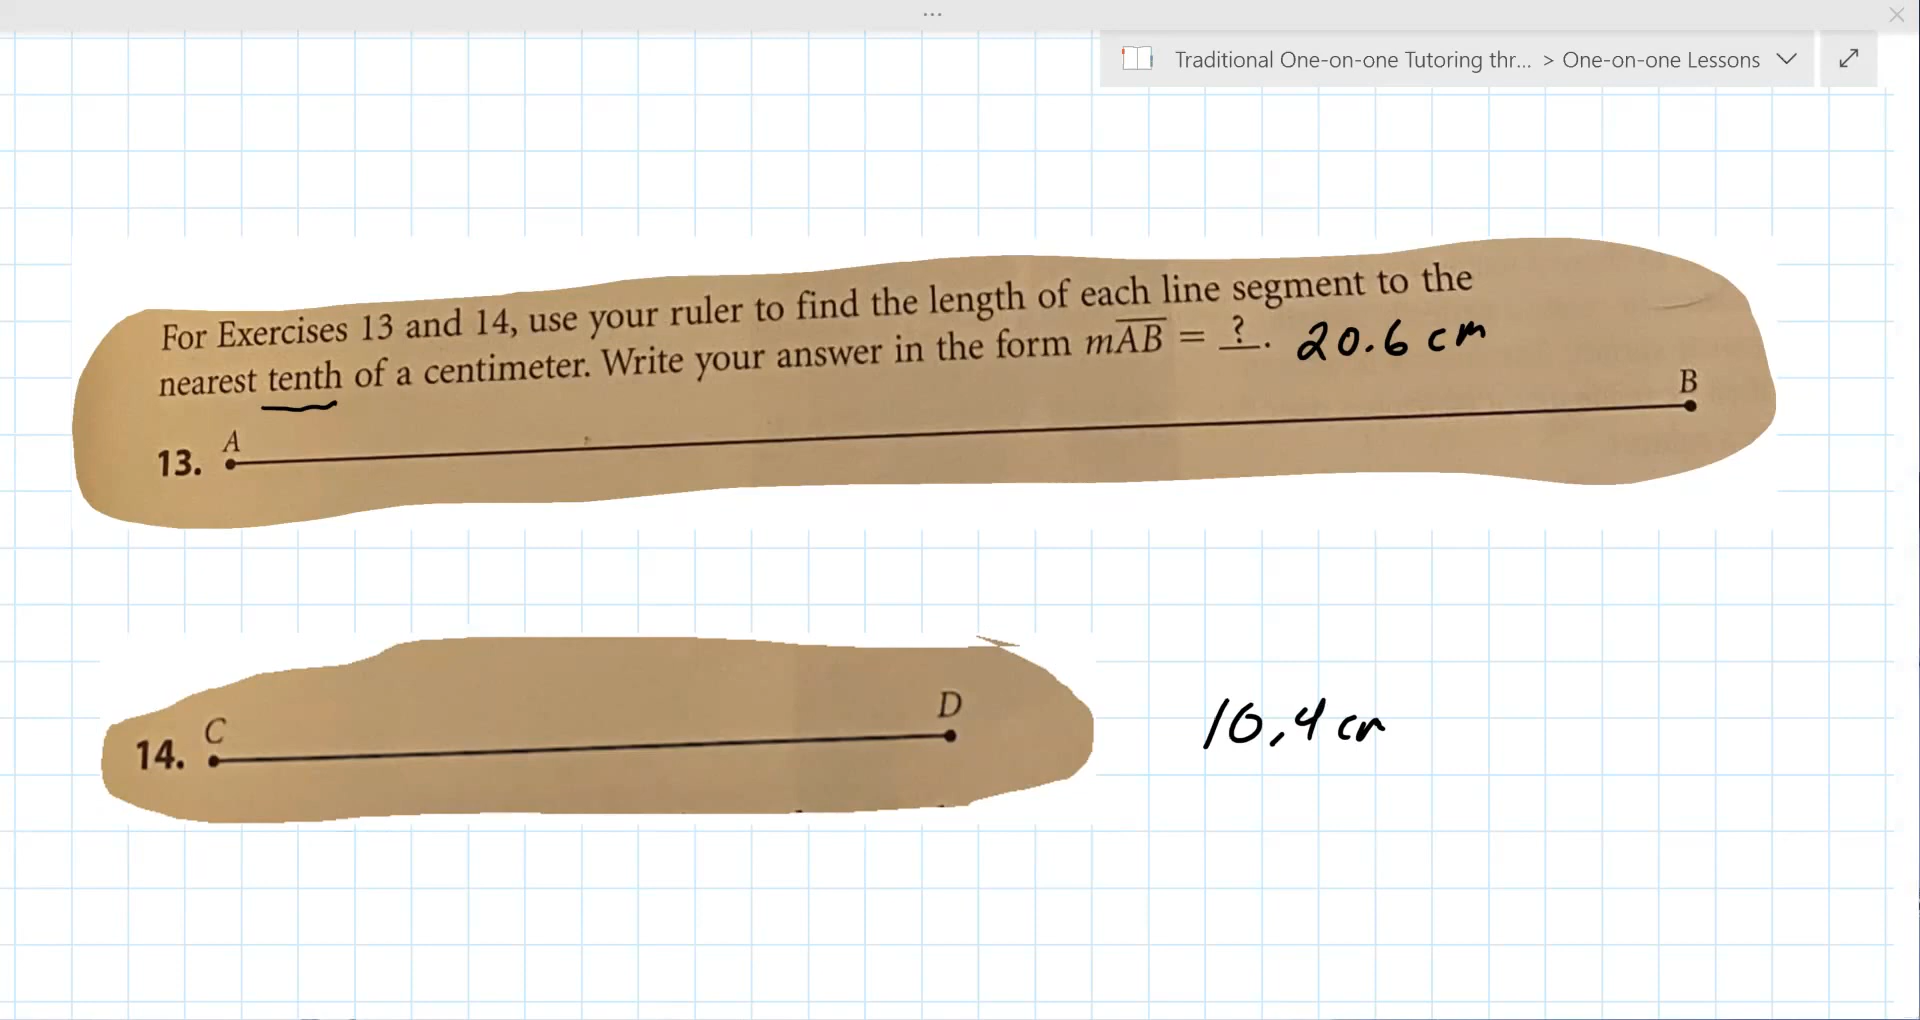 ...
Traditional One-on-one Tutoring thr... > One-on-one Lessons
For Exercises 13 and 14, use your ruler to find the length of each line segment to the
nearest tenth of a centimeter. Write your answer in the form mAB = ?. 20.6 cm
B
A
13.
D
C
14.
10,4 cm